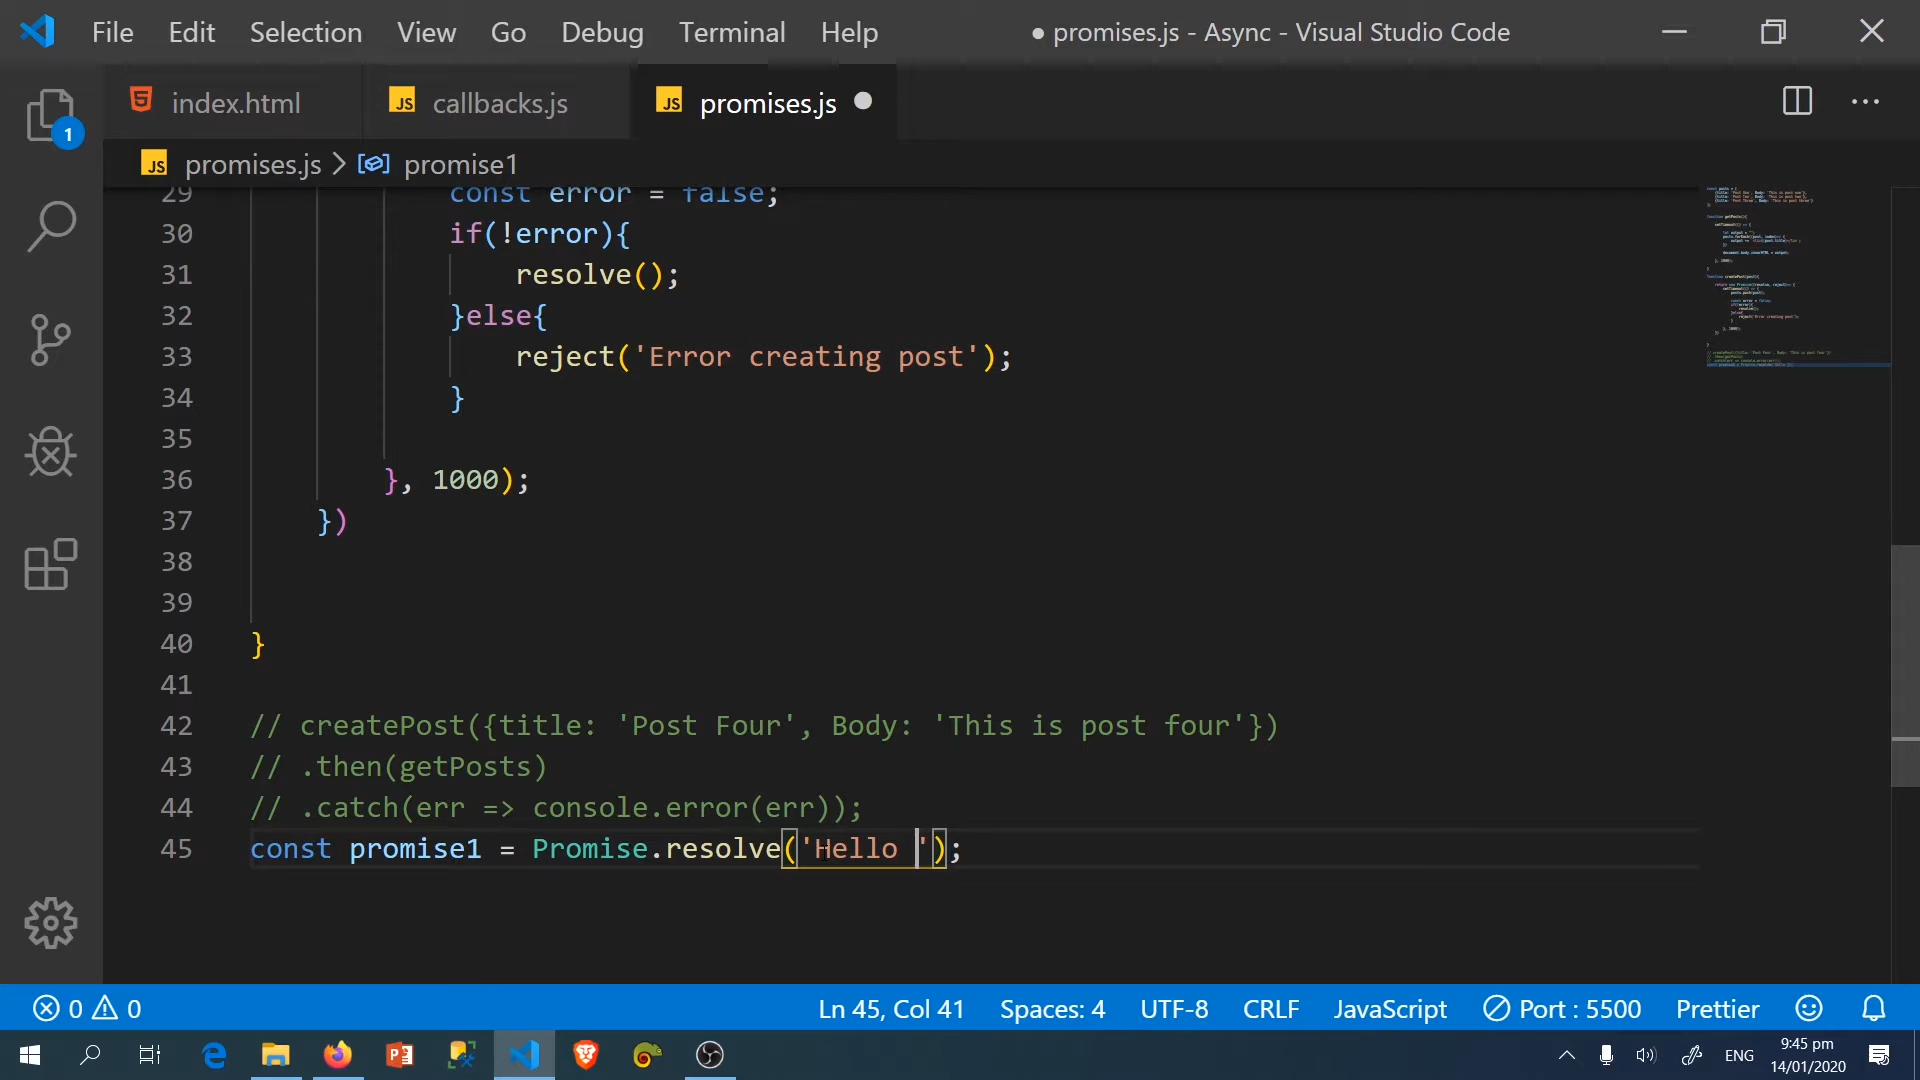 File Edit Selection View Go Debug Terminal Help ● promises.js - Async - Visual Studio Code
index.html JS callbacks.js JS promises.js
1
JS promises.js > promise1
29 const error = false;
30 if(!error){
31 resolve();
32 }else{
33 reject('Error creating post');
34 }
35
36 }, 1000);
37 })
38
39
40 }
41
42 // createPost({title: 'Post Four', Body: 'This is post four'})
43 // .then(getPosts)
44 // .catch(err => console.error(err));
45 const promise1 = Promise.resolve('Hello ');
0 0 Ln 45, Col 41 Spaces: 4 UTF-8 CRLF JavaScript Port : 5500 Prettier
ENG 9:45 pm
14/01/2020